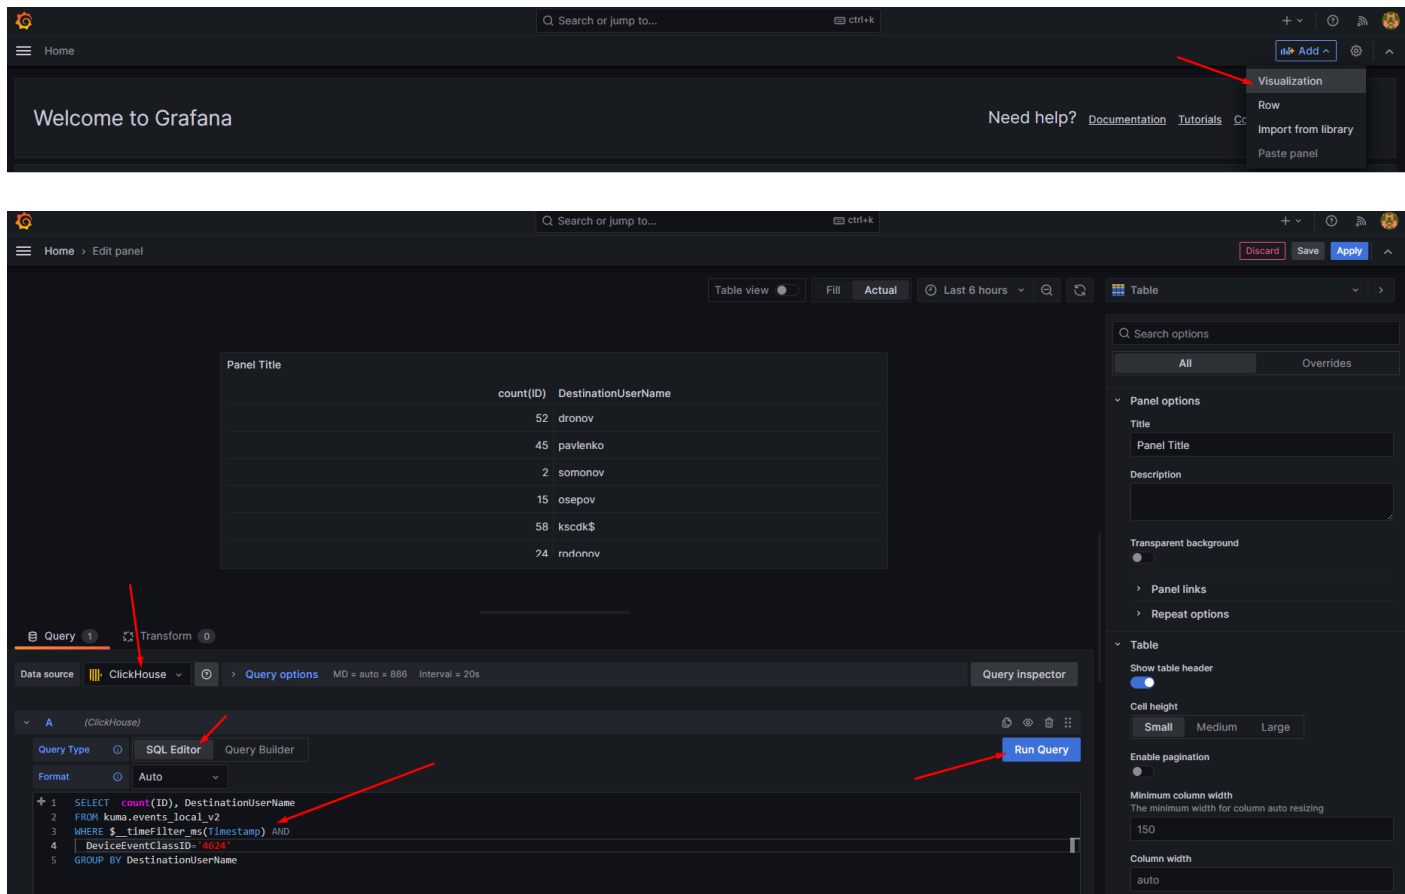 Search or jump to... ctrl+k
Home Add
Visualization
Welcome to Grafana Need help? Documentation Tutorials
Row
Import from library
Paste panel
Search or jump to... ctrl+k
Home › Edit panel Discard Save Apply
Table view Fill Actual Last 6 hours Table
Search options
All Overrides
Panel Title
count(ID) DestinationUserName
52 dronov
45 pavlenko
2 somonov
15 osepov
58 kscdk$
24 rodonov
Panel options
Title
Panel Title
Description
Transparent background
Panel links
Repeat options
Query 1 Transform 0
Data source ClickHouse Query options MD = auto = 886 Interval = 20s Query inspector
A (ClickHouse)
Query Type SQL Editor Query Builder Run Query
Format Auto
1 SELECT count(ID), DestinationUserName
2 FROM kuma.events_local_v2
3 WHERE $__timeFilter_ms(Timestamp) AND
4 DeviceEventClassID='4624'
5 GROUP BY DestinationUserName
Table
Show table header
Cell height
Small Medium Large
Enable pagination
Minimum column width
The minimum width for column auto resizing
150
Column width
auto